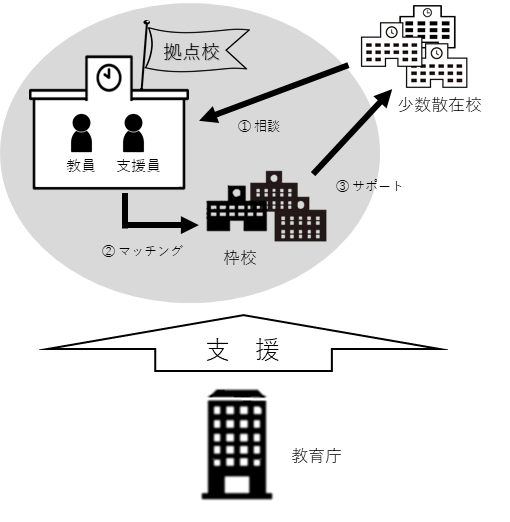 拠点校
少数散在校
① 相談
教員
支援員
③ サポート
② マッチング
枠校
支 援
教育庁